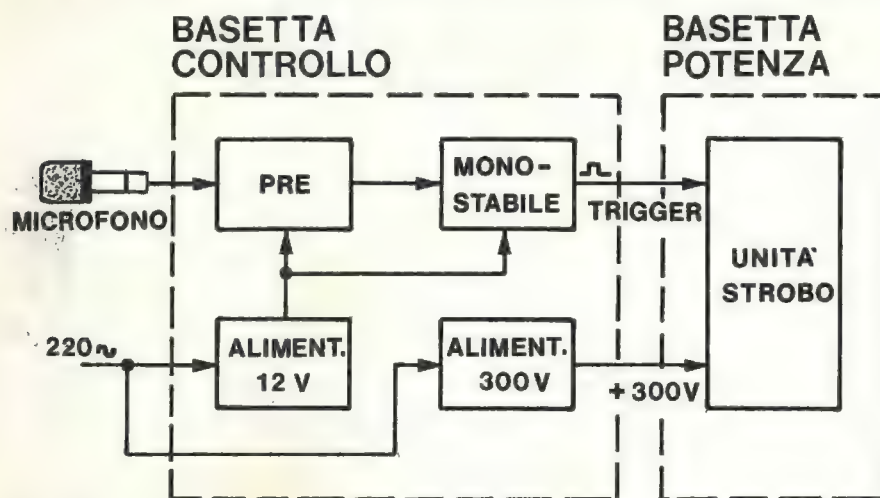 BASETTA
CONTROLLO
BASETTA
POTENZA
MICROFONO
PRE
MONO-
STABILE
TRIGGER
UNITA'
STROBO
220~
ALIMENT.
12 V
ALIMENT.
300V
+300V